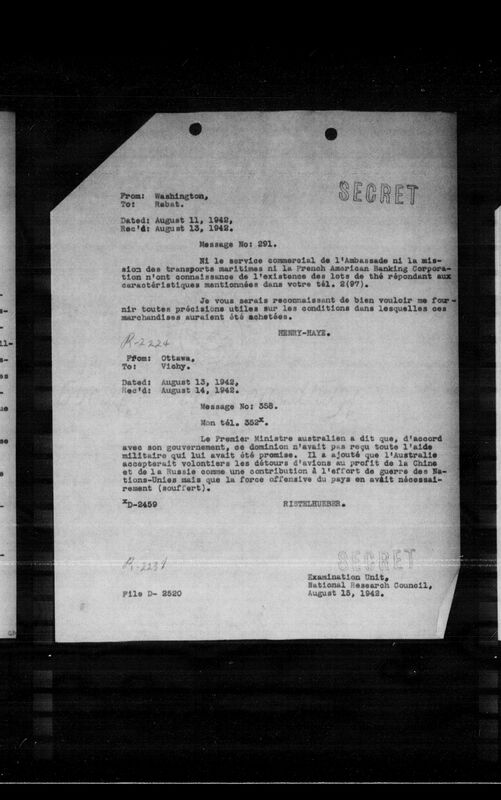 SECRET
From: Washington,
To: Rabat.
Dated: August 11, 1942,
Rec'd: August 13, 1942.
Message No: 291.
Ni le service commercial de l'Ambassade ni la mis-
sion des transports maritimes ni la French American Banking Corpora-
tion n'ont connaissance de l'existence des lots de thé répondant aux
caractéristiques mentionnées dans votre tél. 2(97).
Je vous serais reconnaissant de bien vouloir me four-
nir toutes précisions utiles sur les conditions dans lesquelles ces
marchandises auraient été achetées.
HENRY-HAYE.
R-2224
From: Ottawa,
To: Vichy.
Dated: August 13, 1942,
Rec'd: August 14, 1942.
Message No: 358.
Mon tél. 352x.
Le Premier Ministre australien a dit que, d'accord
avec son gouvernement, ce dominion n'avait pas reçu toute l'aide
militaire qui lui avait été promise. Il a ajouté que l'Australie
accepterait volontiers les détours d'avions au profit de la Chine
et de la Russie comme une contribution à l'effort de guerre des Na-
tions-Unies mais que la force offensive du pays en avait nécessai-
rement (souffert).
xD-2459 RISTELHUEBER.
SECRET
Examination Unit,
National Research Council,
File D- 2520 August 15, 1942.